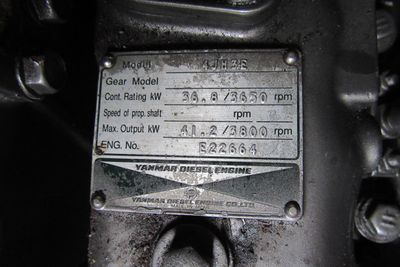 Model 4JH3E
Gear Model
Cont. Rating kW 36.8/3650 rpm
Speed of prop. shaft rpm
Max. Output kW 41.2/3800 rpm
ENG. No. E22664
YANMAR DIESEL ENGINE
YANMAR DIESEL ENGINE CO., LTD.